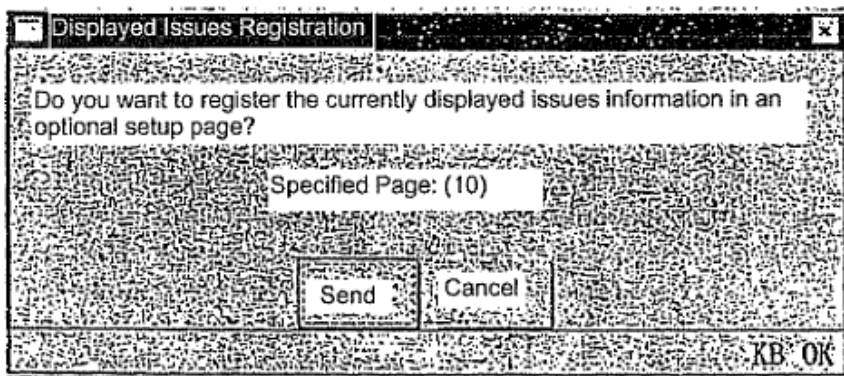 Displayed Issues Registration
Do you want to register the currently displayed issues information in an
optional setup page?
Specified Page: (10)
Send
Cancel
KB OK